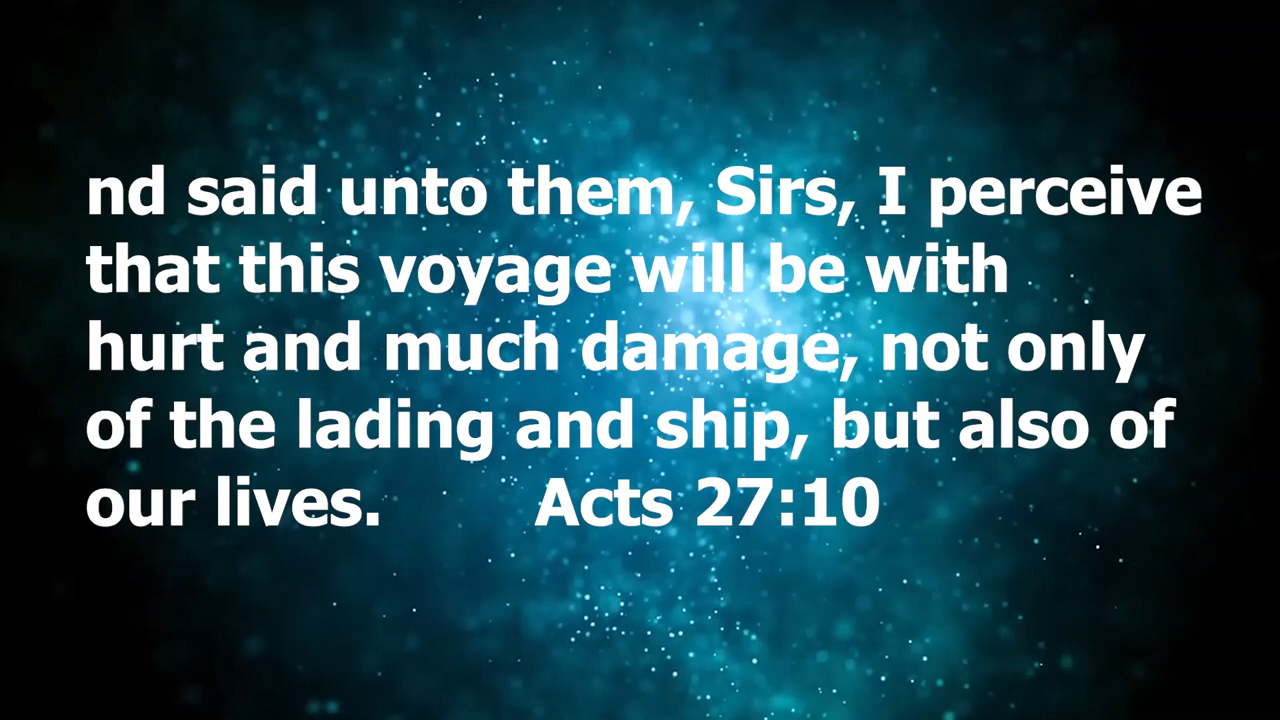 nd said unto them, Sirs, I perceive
that this voyage will be with
hurt and much damage, not only
of the lading and ship, but also of
our lives. Acts 27:10